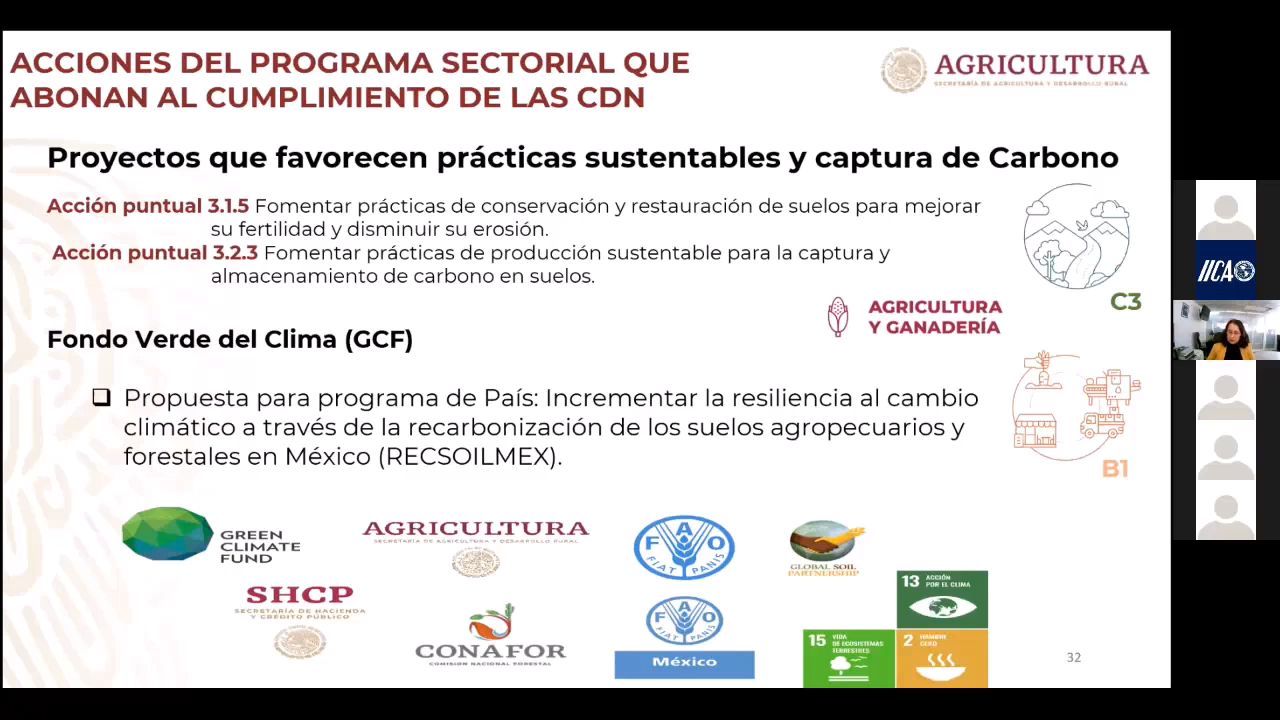 ACCIONES DEL PROGRAMA SECTORIAL QUE
ABONAN AL CUMPLIMIENTO DE LAS CDN
AGRICULTURA
SECRETARÍA DE AGRICULTURA Y DESARROLLO RURAL
Proyectos que favorecen prácticas sustentables y captura de Carbono
Acción puntual 3.1.5 Fomentar prácticas de conservación y restauración de suelos para mejorar
su fertilidad y disminuir su erosión.
Acción puntual 3.2.3 Fomentar prácticas de producción sustentable para la captura y
almacenamiento de carbono en suelos.
C3
AGRICULTURA
Y GANADERÍA
Fondo Verde del Clima (GCF)
Propuesta para programa de País: Incrementar la resiliencia al cambio
climático a través de la recarbonización de los suelos agropecuarios y
forestales en México (RECSOILMEX).
B1
GREEN
CLIMATE
FUND
AGRICULTURA
SECRETARÍA DE AGRICULTURA Y DESARROLLO RURAL
FAO
FIAT PANIS
GLOBAL SOIL
PARTNERSHIP
SHCP
SECRETARÍA DE HACIENDA
Y CRÉDITO PÚBLICO
CONAFOR
COMISIÓN NACIONAL FORESTAL
FAO
FIAT PANIS
México
13 ACCIÓN
POR EL CLIMA
15 VIDA
DE ECOSISTEMAS
TERRESTRES
2 HAMBRE
CERO
32
IICA